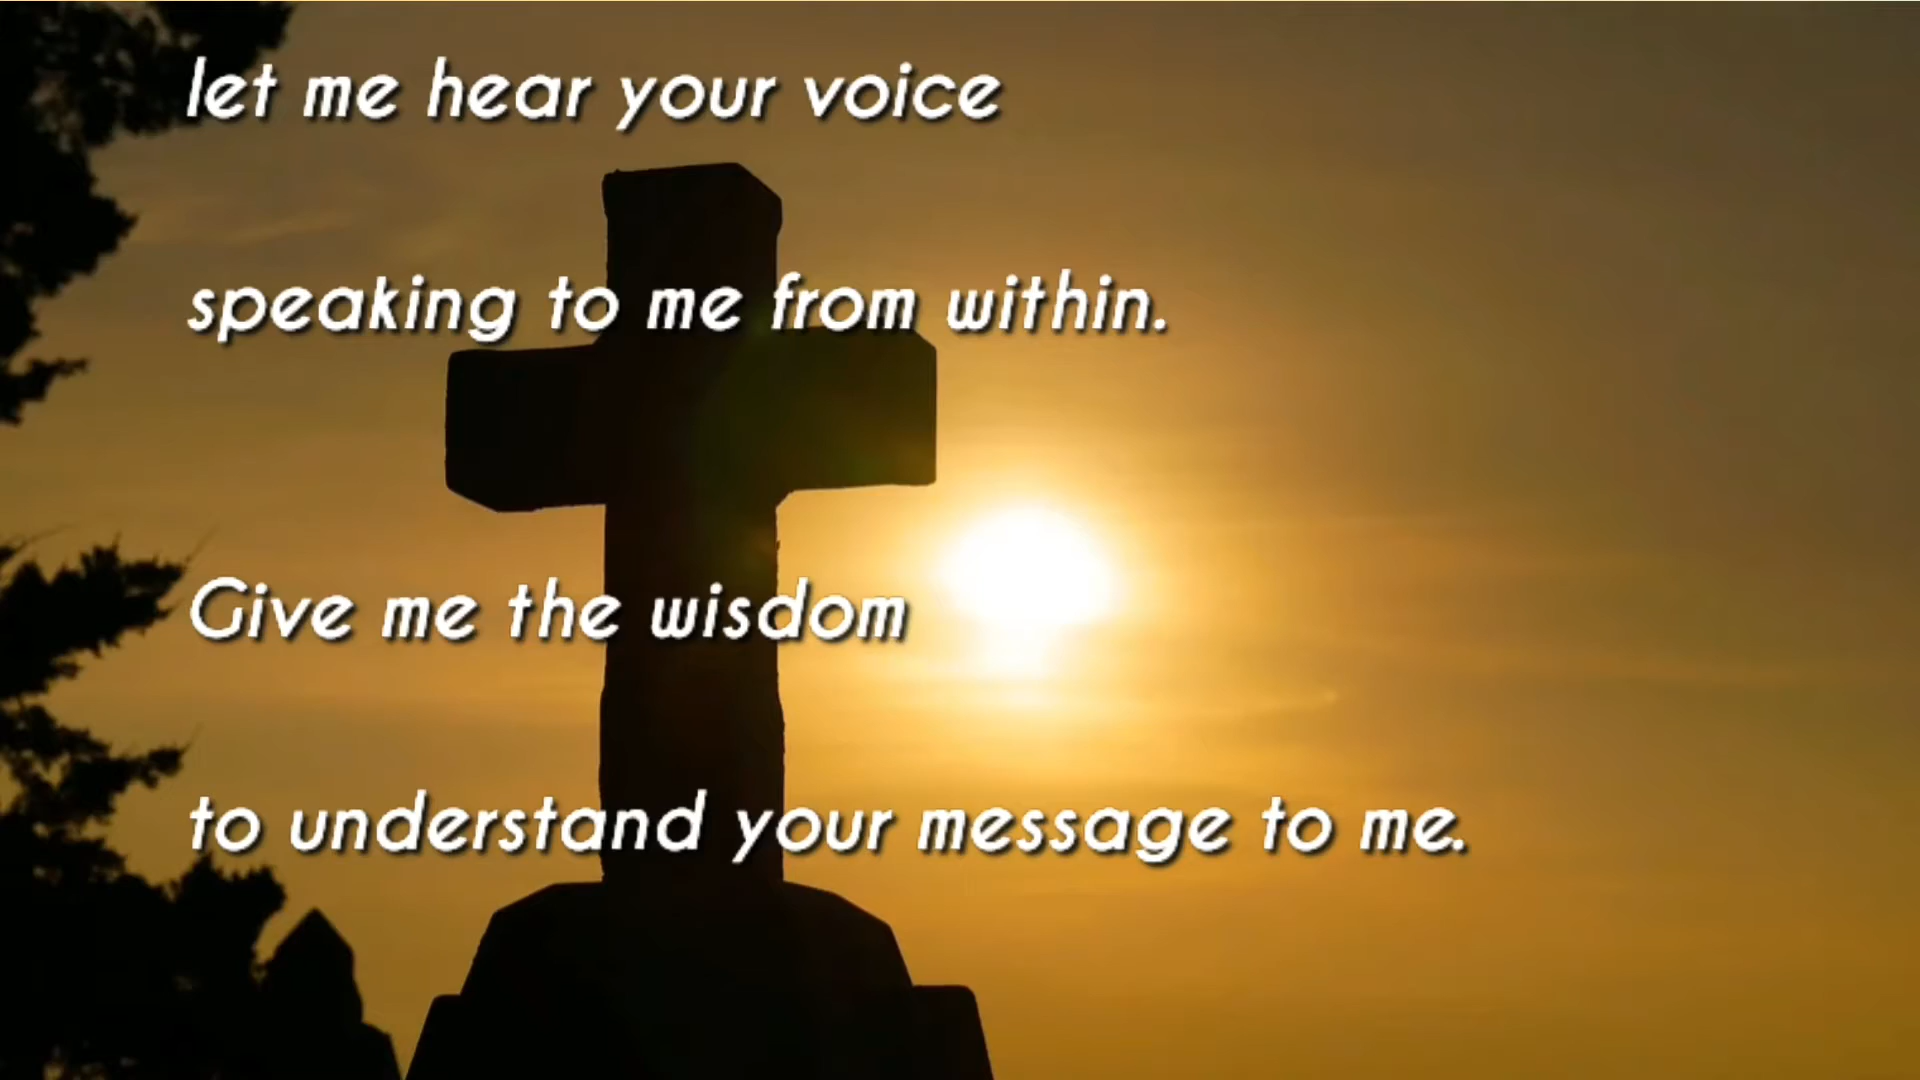 let me hear your voice
speaking to me from within.
Give me the wisdom
to understand your message to me.